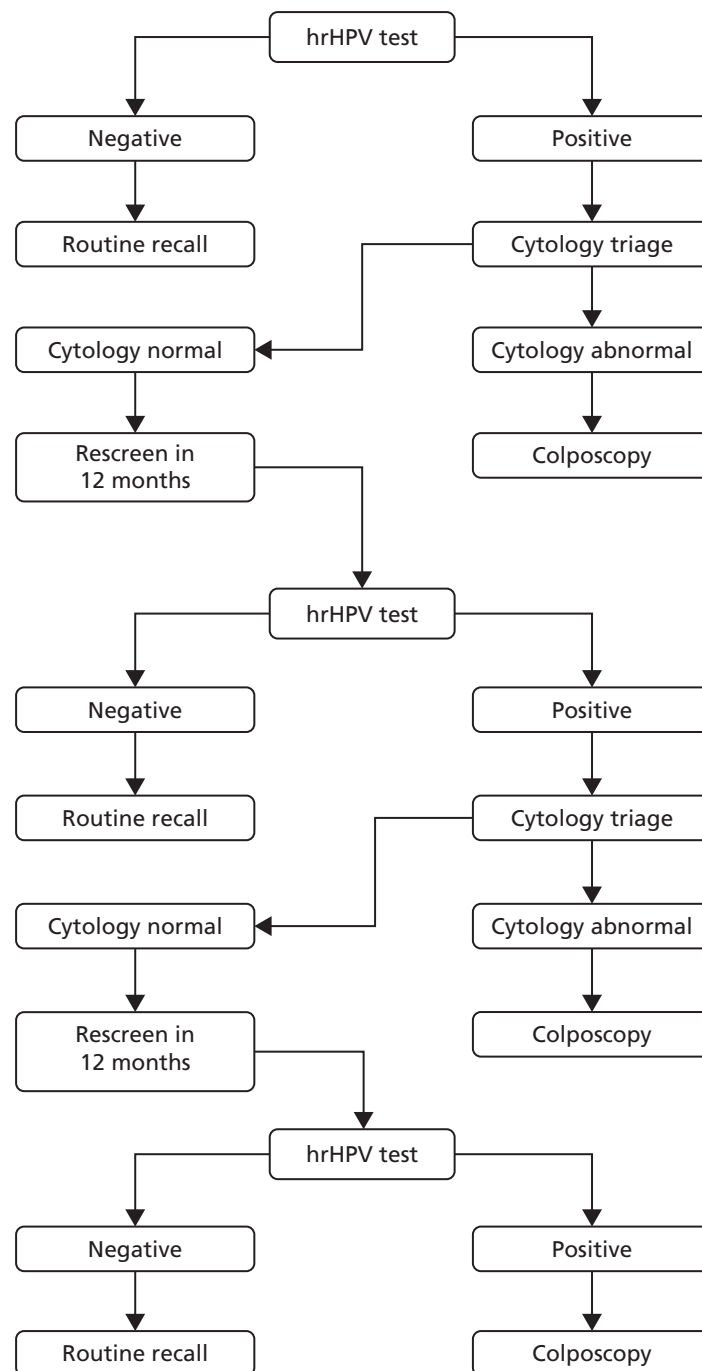 hrHPV test
Negative
Positive
Routine recall
Cytology triage
Cytology normal
Cytology abnormal
Rescreen in
12 months
Colposcopy
hrHPV test
Negative
Positive
Routine recall
Cytology triage
Cytology normal
Cytology abnormal
Rescreen in
12 months
Colposcopy
hrHPV test
Negative
Positive
Routine recall
Colposcopy